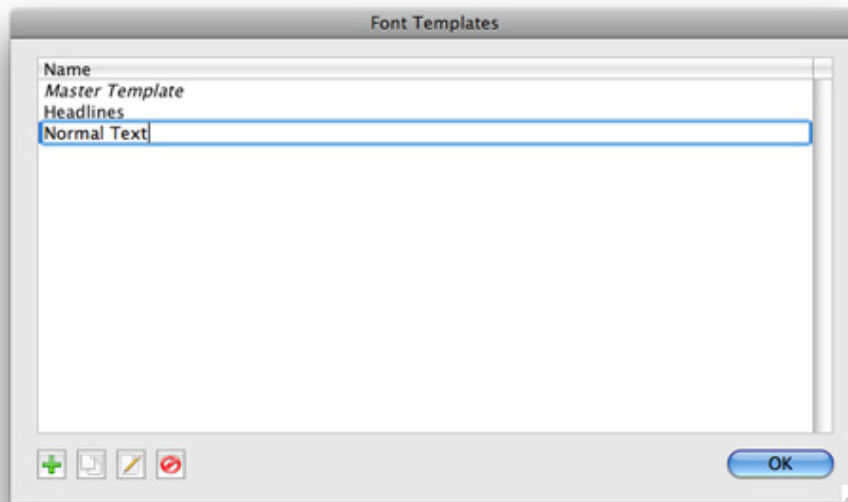 Font Templates
Name
Master Template
Headlines
Normal Text
OK